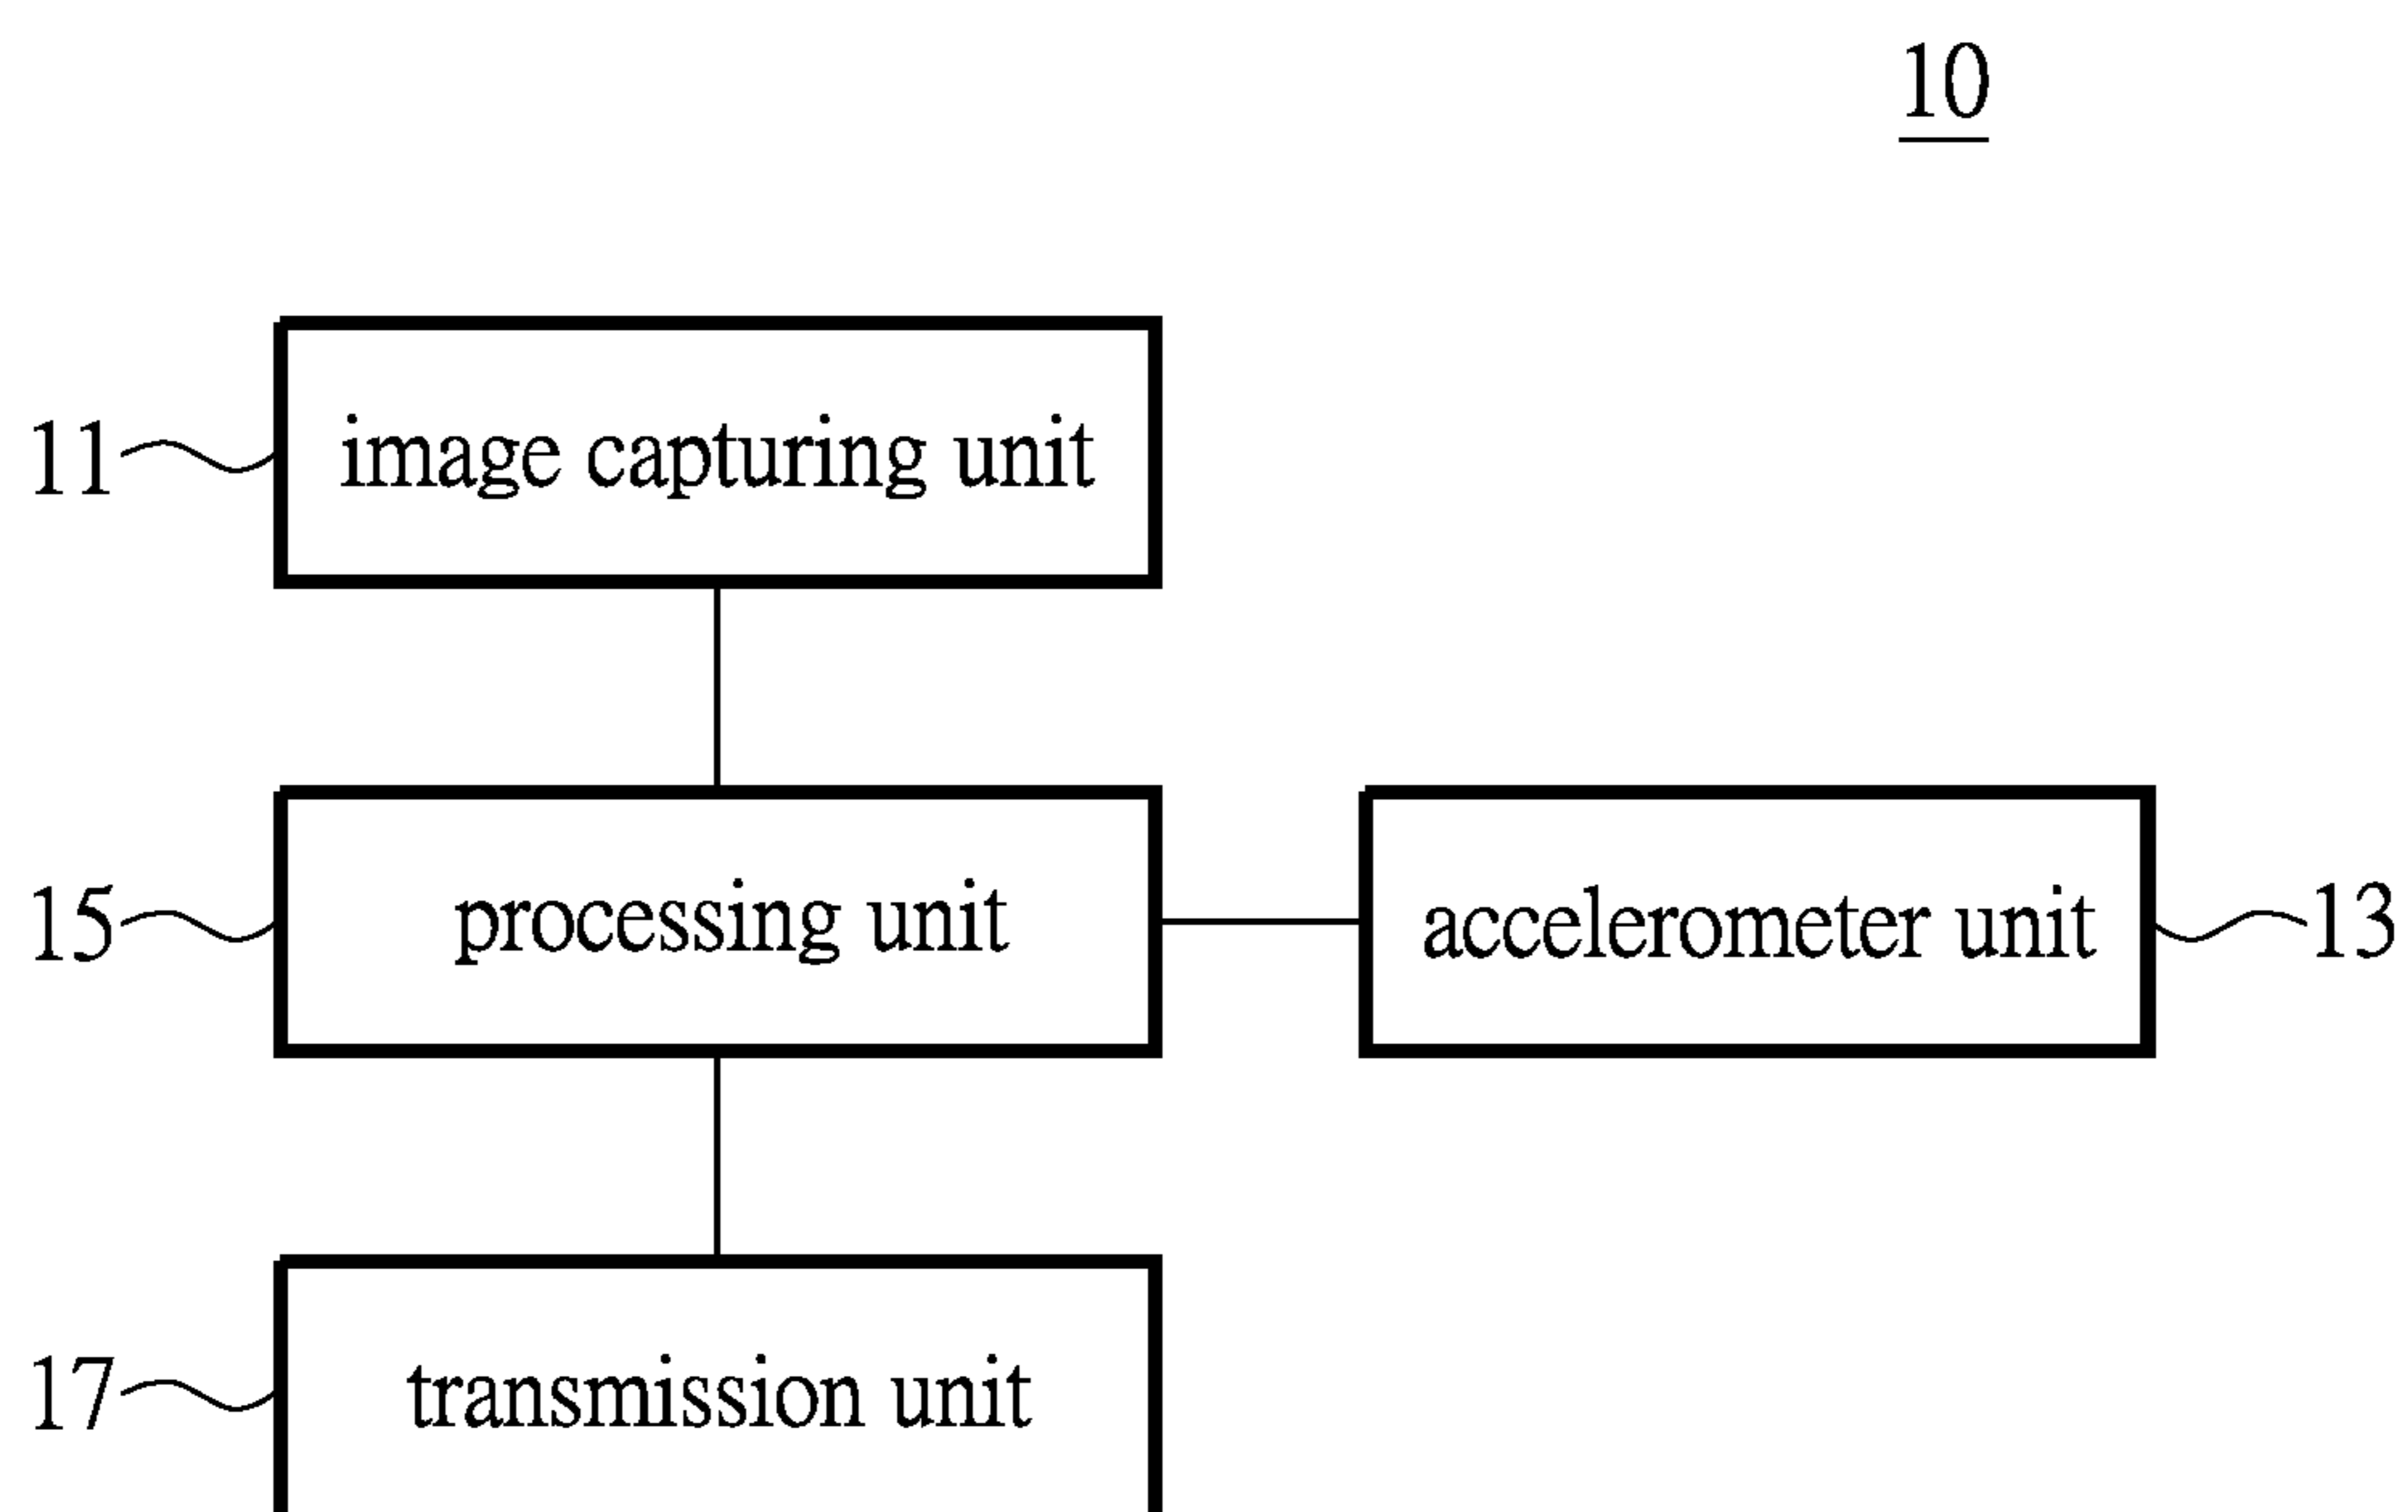 10
11 image capturing unit
15 processing unit accelerometer unit 13
17 transmission unit